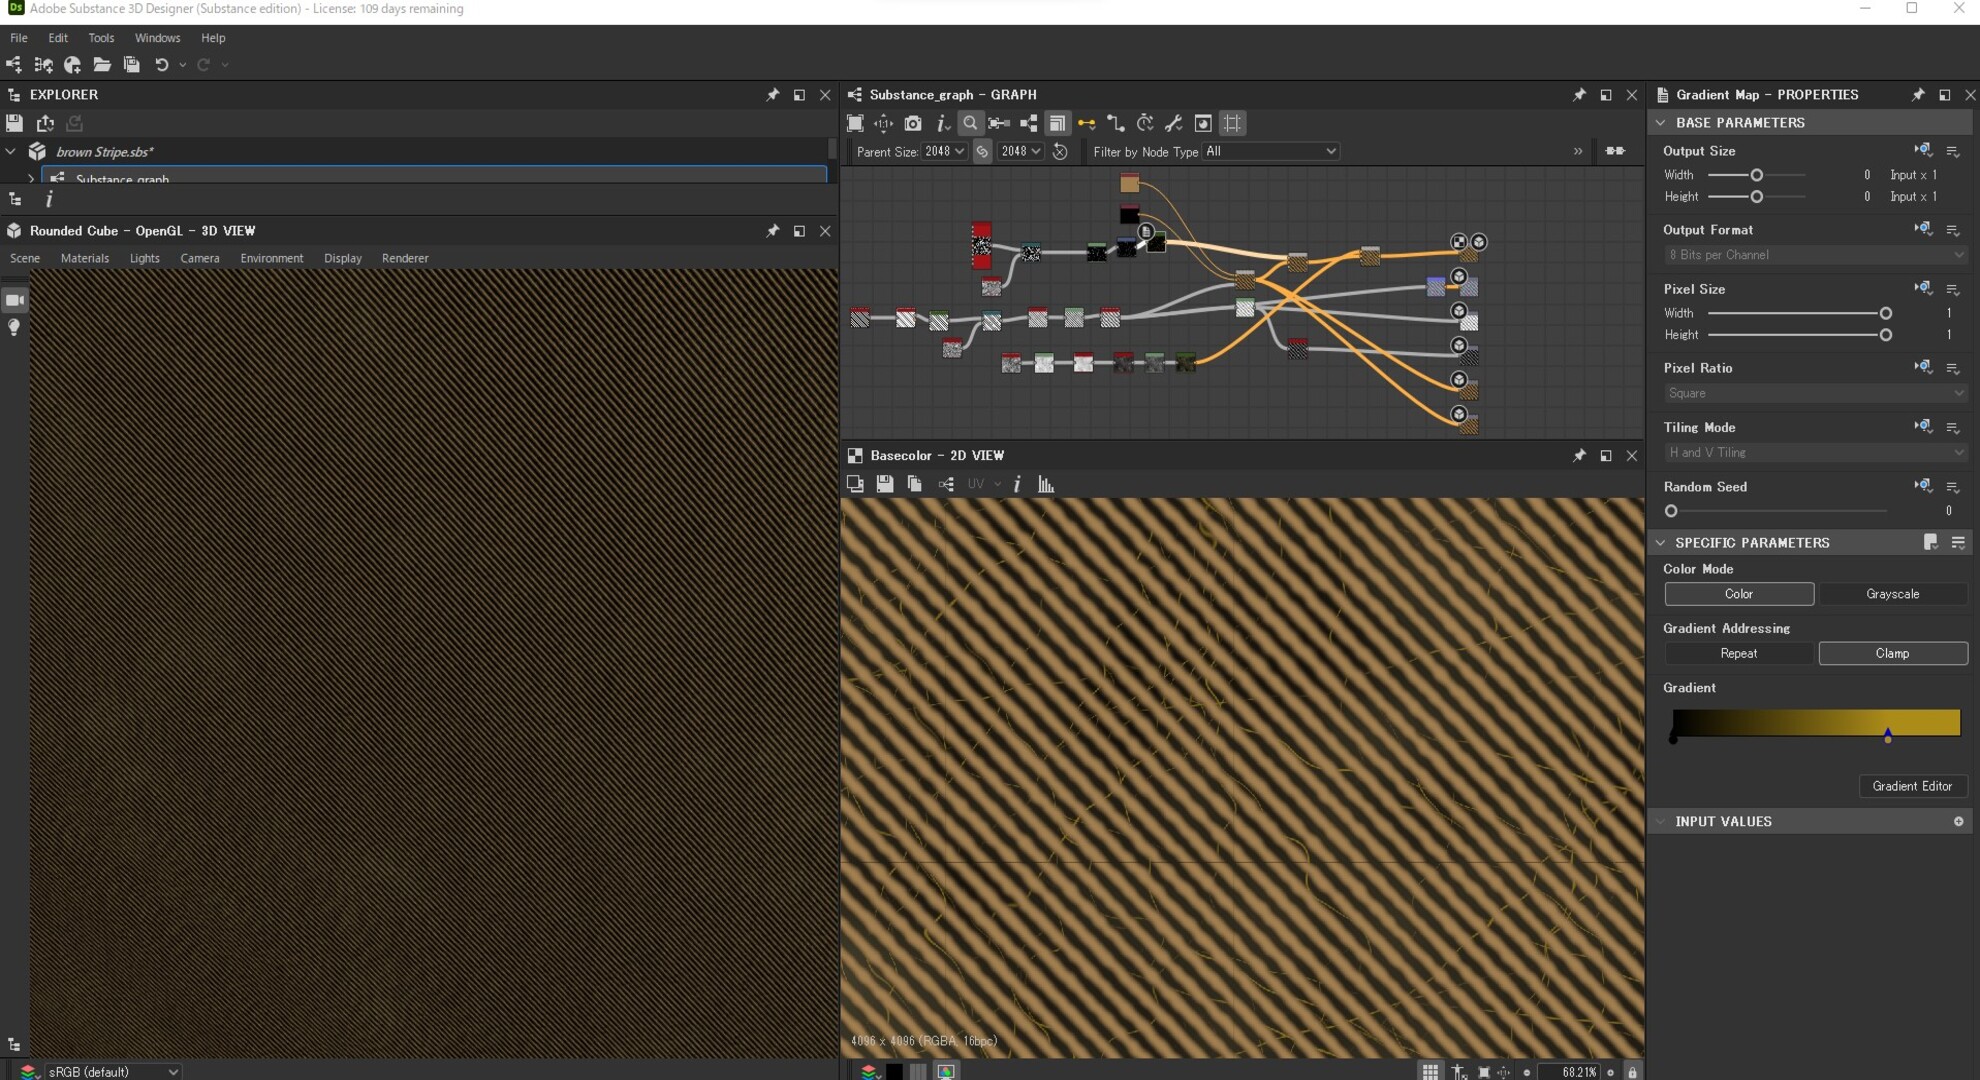 Ds Adobe Substance 3D Designer (Substance edition) - License: 109 days remaining
File Edit Tools Windows Help
EXPLORER
brown Stripe.sbs*
Substance_graph
Rounded Cube - OpenGL - 3D VIEW
Scene Materials Lights Camera Environment Display Renderer
sRGB (default)
Substance_graph - GRAPH
Parent Size: 2048 2048 Filter by Node Type All
Basecolor - 2D VIEW
UV
4096 x 4096 (RGBA, 16bpc)
68.21%
Gradient Map - PROPERTIES
BASE PARAMETERS
Output Size
Width 0 Input x 1
Height 0 Input x 1
Output Format
8 Bits per Channel
Pixel Size
Width 1
Height 1
Pixel Ratio
Square
Tiling Mode
H and V Tiling
Random Seed
0
SPECIFIC PARAMETERS
Color Mode
Color Grayscale
Gradient Addressing
Repeat Clamp
Gradient
Gradient Editor
INPUT VALUES